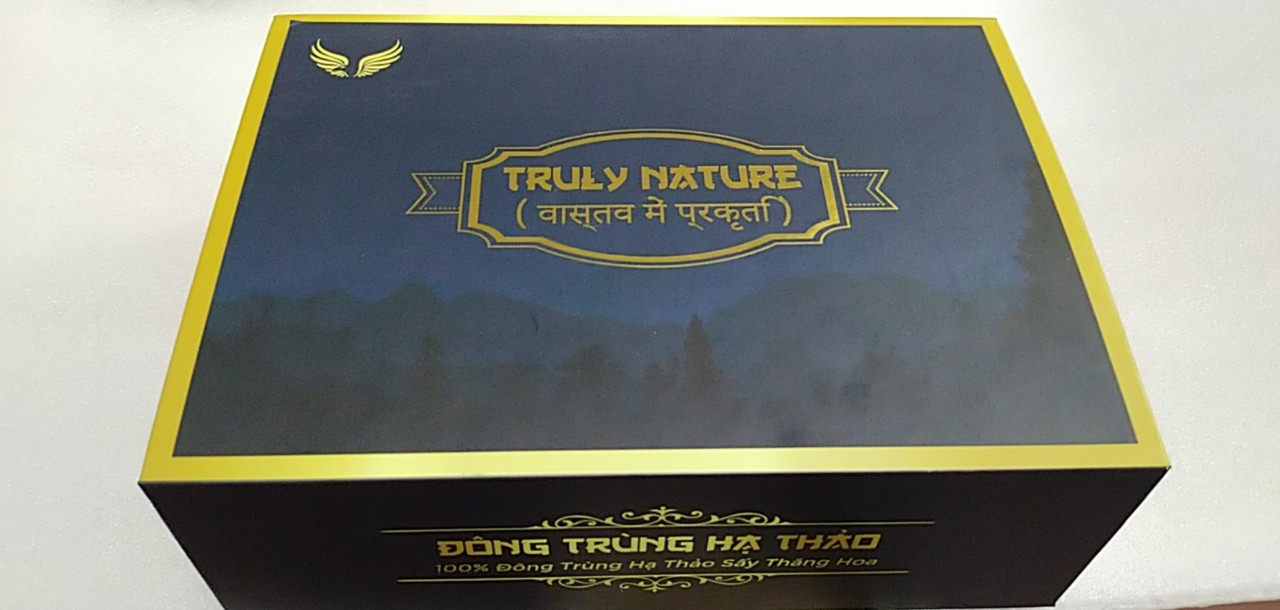 TRULY NATURE
( वास्तव में प्रकृर्ता )
ĐÔNG TRÙNG HẠ THẢO
100% Đông Trùng Hạ Thảo Sấy Thăng Hoa